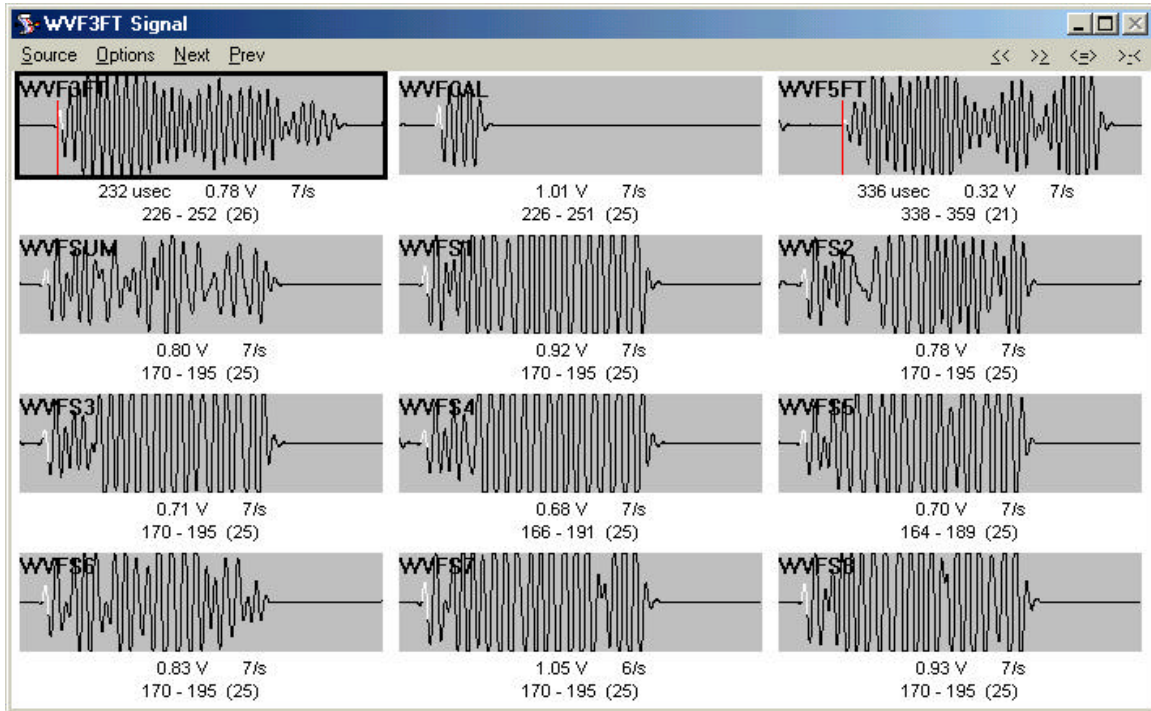 WVF3FT Signal
Source Options Next Prev << >> <=> >-<
WVF3FT WVFCAL WVF5FT
232 usec 0.78 V 7/s 1.01 V 7/s 336 usec 0.32 V 7/s
226 - 252 (26) 226 - 251 (25) 338 - 359 (21)
WVFSUM WVFS1 WVFS2
0.80 V 7/s 0.92 V 7/s 0.78 V 7/s
170 - 195 (25) 170 - 195 (25) 170 - 195 (25)
WVFS3 WVFS4 WVFS5
0.71 V 7/s 0.68 V 7/s 0.70 V 7/s
170 - 195 (25) 166 - 191 (25) 164 - 189 (25)
WVFS6 WVFS7 WVFS8
0.83 V 7/s 1.05 V 6/s 0.93 V 7/s
170 - 195 (25) 170 - 195 (25) 170 - 195 (25)